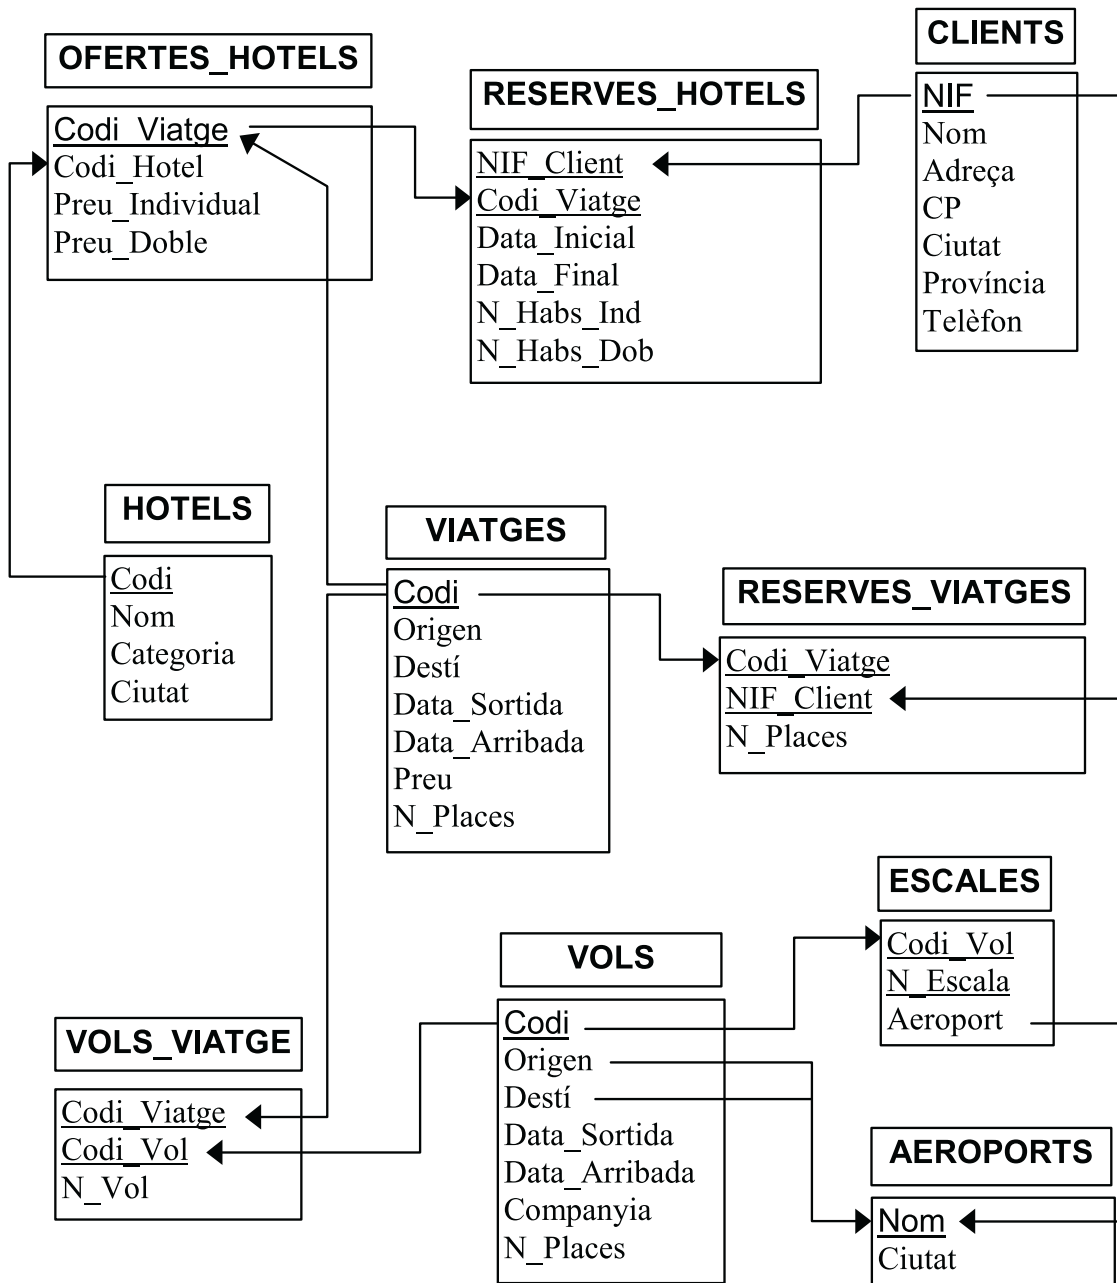 OFERTES_HOTELS
Codi_Viatge
Codi_Hotel
Preu_Individual
Preu_Doble
RESERVES_HOTELS
NIF_Client
Codi_Viatge
Data_Inicial
Data_Final
N_Habs_Ind
N_Habs_Dob
CLIENTS
NIF
Nom
Adreça
CP
Ciutat
Província
Telèfon
HOTELS
Codi
Nom
Categoria
Ciutat
VIATGES
Codi
Origen
Destí
Data_Sortida
Data_Arribada
Preu
N_Places
RESERVES_VIATGES
Codi_Viatge
NIF_Client
N_Places
VOLS_VIATGE
Codi_Viatge
Codi_Vol
N_Vol
VOLS
Codi
Origen
Destí
Data_Sortida
Data_Arribada
Companyia
N_Places
ESCALES
Codi_Vol
N_Escala
Aeroport
AEROPORTS
Nom
Ciutat